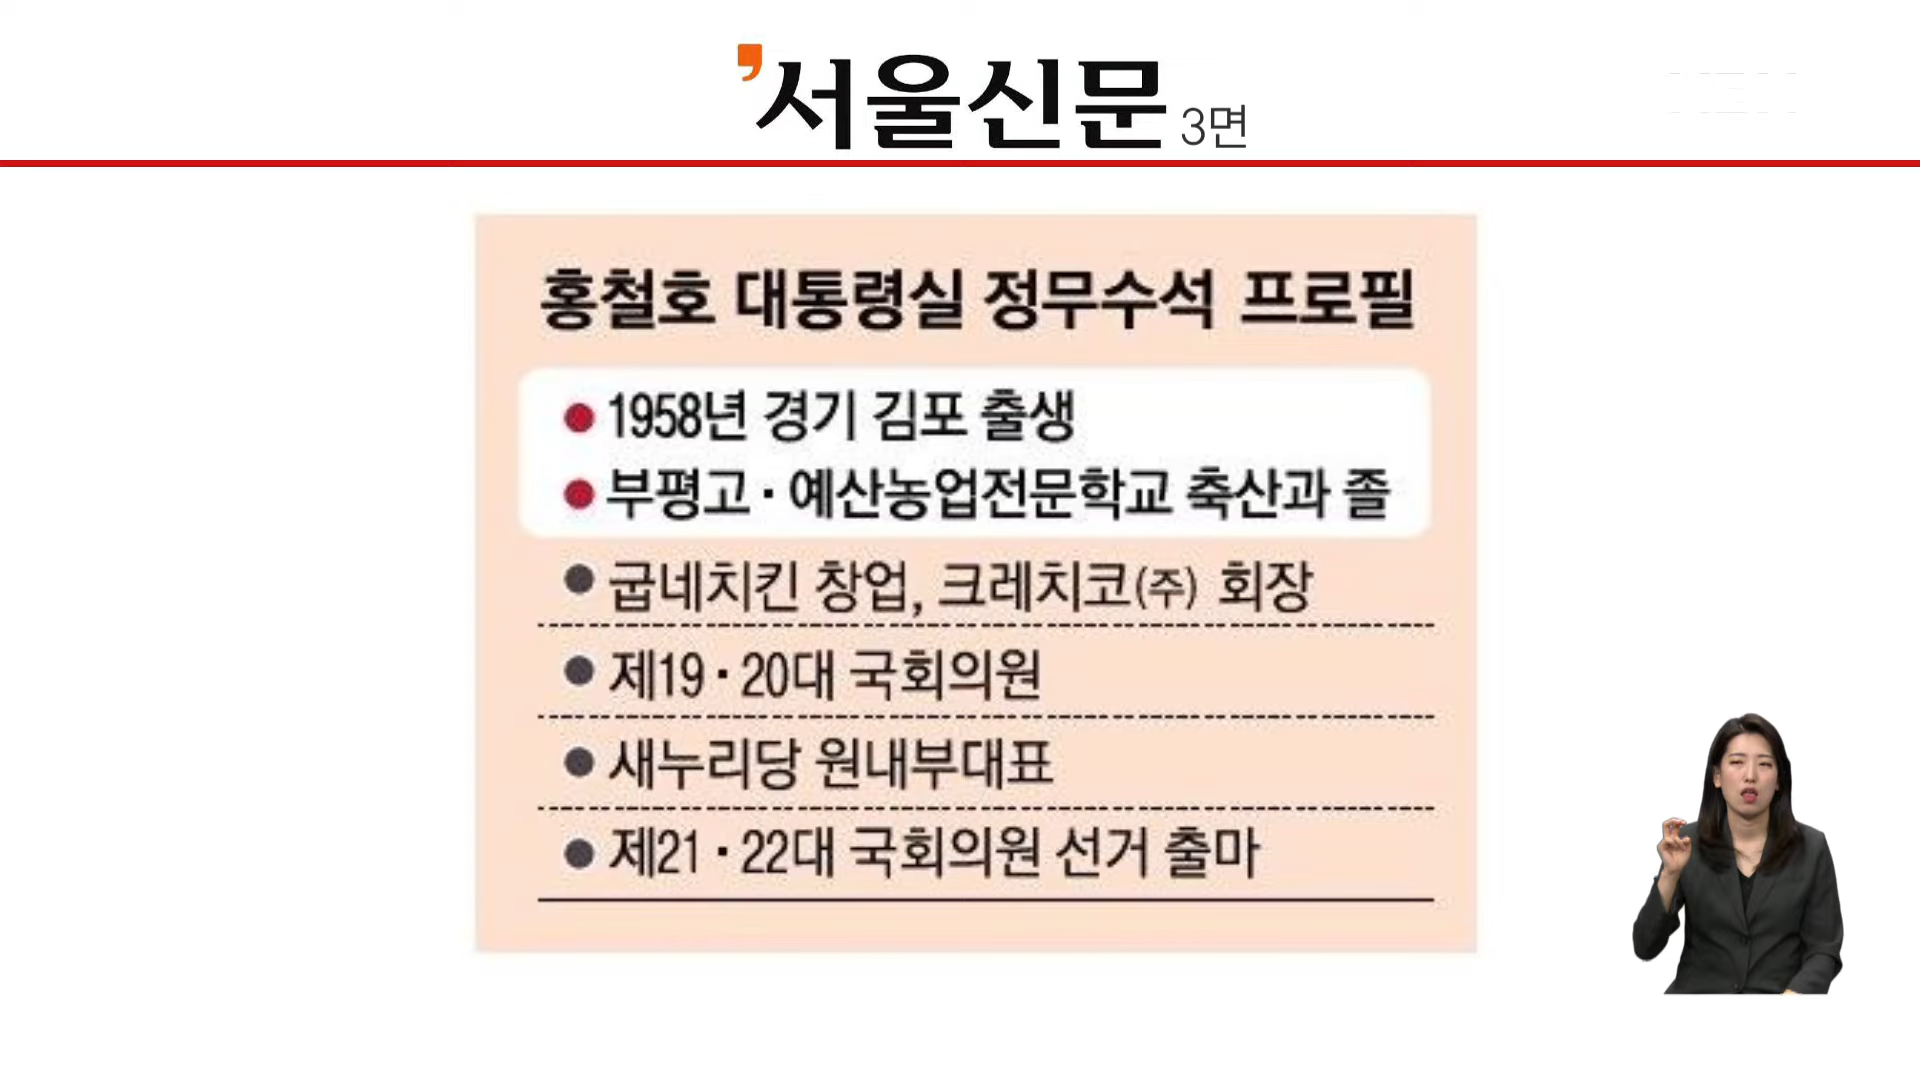 서울신문 3면
홍철호 대통령실 정무수석 프로필
● 1958년 경기 김포 출생
● 부평고·예산농업전문학교 축산과 졸
● 굽네치킨 창업, 크레치코(주) 회장
● 제19·20대 국회의원
● 새누리당 원내부대표
● 제21·22대 국회의원 선거 출마